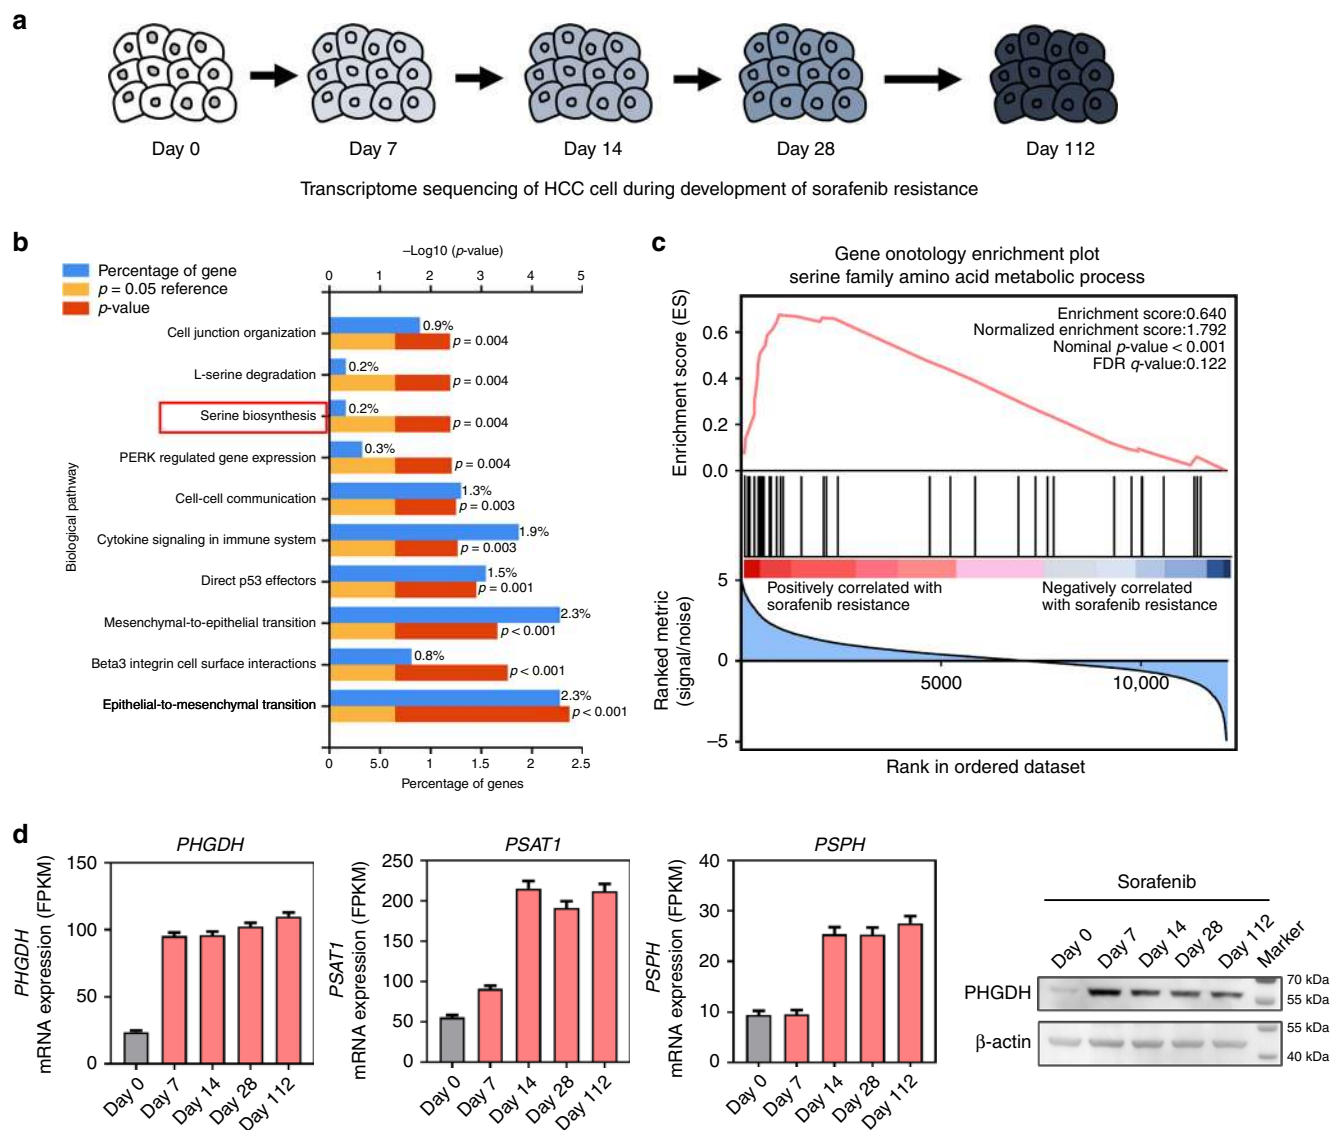 a
Day 0
Day 7
Day 14
Day 28
Day 112
Transcriptome sequencing of HCC cell during development of sorafenib resistance
b
–Log10 (p-value)
Percentage of gene
p = 0.05 reference
p-value
0 1 2 3 4 5
Biological pathway
Cell junction organization 0.9%
p = 0.004
L-serine degradation 0.2%
p = 0.004
Serine biosynthesis 0.2%
p = 0.004
PERK regulated gene expression 0.3%
p = 0.004
Cell-cell communication 1.3%
p = 0.003
Cytokine signaling in immune system 1.9%
p = 0.003
Direct p53 effectors 1.5%
p = 0.001
Mesenchymal-to-epithelial transition 2.3%
p < 0.001
Beta3 integrin cell surface interactions 0.8%
p < 0.001
Epithelial-to-mesenchymal transition 2.3%
p < 0.001
0 5.0 1 1.5 2 2.5
Percentage of genes
c
Gene onotology enrichment plot
serine family amino acid metabolic process
Enrichment score (ES)
0.6
0.4
0.2
0.0
Enrichment score:0.640
Normalized enrichment score:1.792
Nominal p-value < 0.001
FDR q-value:0.122
Positively correlated with
sorafenib resistance
Negatively correlated
with sorafenib resistance
Ranked metric
(signal/noise)
5
0
–5
5000 10,000
Rank in ordered dataset
d
PHGDH
PHGDH
mRNA expression (FPKM)
150
100
50
0
Day 0
Day 7
Day 14
Day 28
Day 112
PSAT1
PSAT1
mRNA expression (FPKM)
250
200
150
100
50
0
Day 0
Day 7
Day 14
Day 28
Day 112
PSPH
PSPH
mRNA expression (FPKM)
40
30
20
10
0
Day 0
Day 7
Day 14
Day 28
Day 112
Sorafenib
Day 0
Day 7
Day 14
Day 28
Day 112
Marker
PHGDH
70 kDa
55 kDa
β-actin
55 kDa
40 kDa